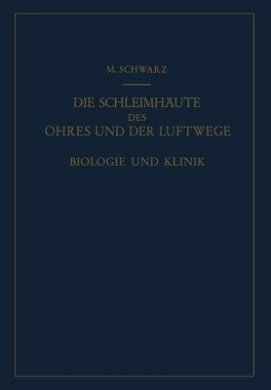 M. SCHWARZ
DIE SCHLEIMHÄUTE
DES
OHRES UND DER LUFTWEGE
BIOLOGIE UND KLINIK